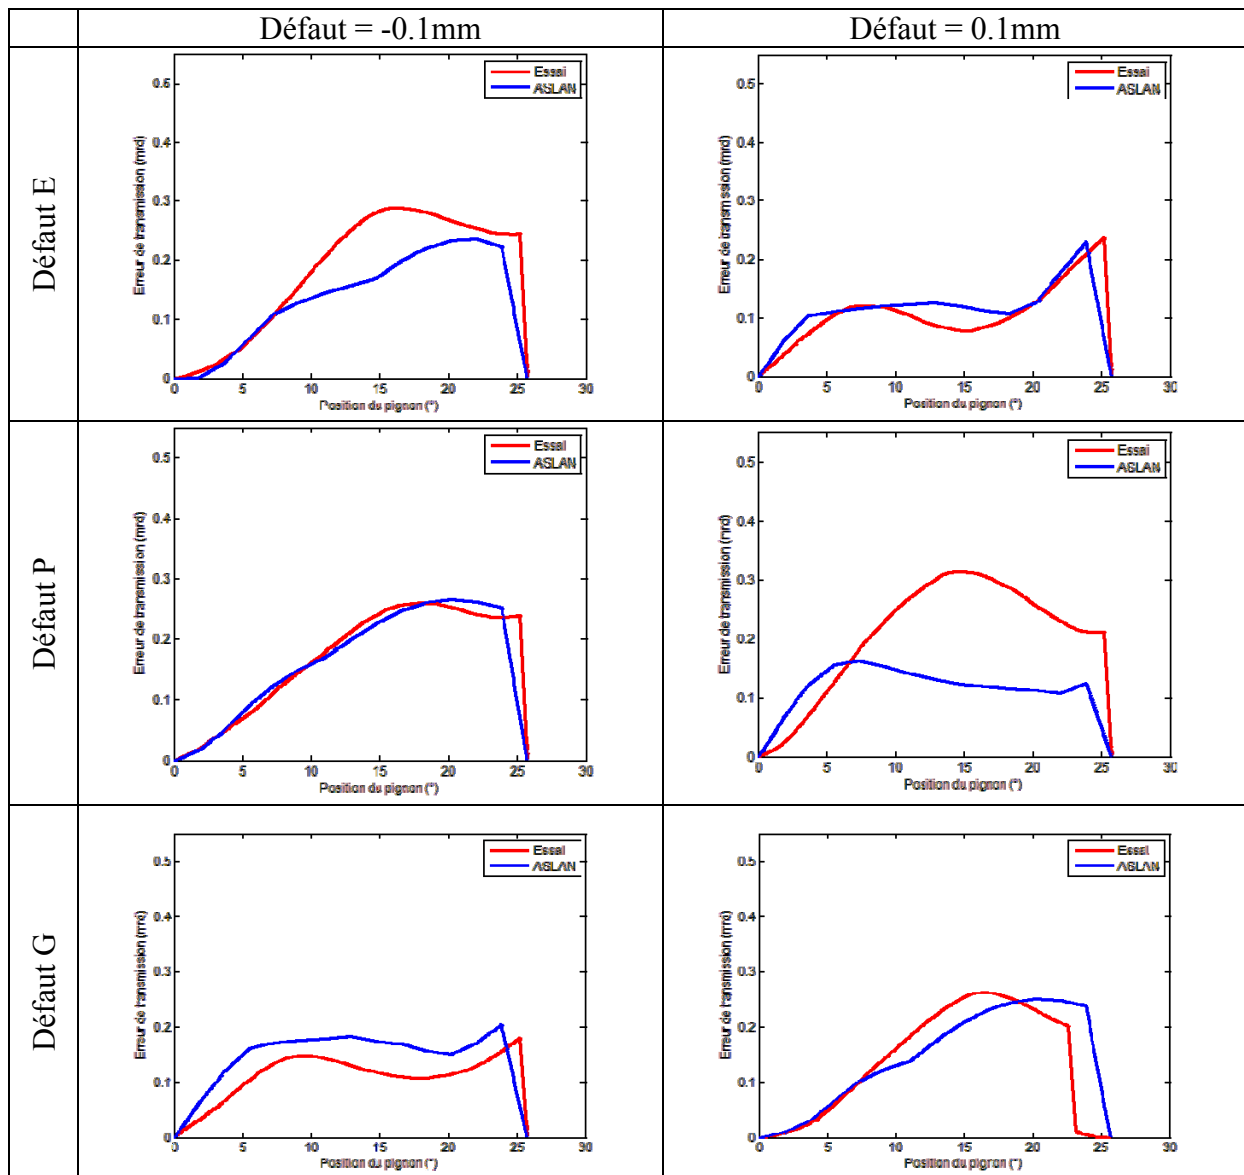 Défaut = -0.1mm
Défaut = 0.1mm
Défaut E
Essai
ASLAN
0.5
0.4
0.3
0.2
0.1
0
Erreur de transmission (mrd)
0 5 10 15 20 25 30
Position du pignon (°)
Essai
ASLAN
0.5
0.4
0.3
0.2
0.1
0
Erreur de transmission (mrd)
0 5 10 15 20 25 30
Position du pignon (°)
Défaut P
Essai
ASLAN
0.5
0.4
0.3
0.2
0.1
0
Erreur de transmission (mrd)
0 5 10 15 20 25 30
Position du pignon (°)
Essai
ASLAN
0.5
0.4
0.3
0.2
0.1
0
Erreur de transmission (mrd)
0 5 10 15 20 25 30
Position du pignon (°)
Défaut G
Essai
ASLAN
0.5
0.4
0.3
0.2
0.1
0
Erreur de transmission (mrd)
0 5 10 15 20 25 30
Position du pignon (°)
Essai
ASLAN
0.5
0.4
0.3
0.2
0.1
0
Erreur de transmission (mrd)
0 5 10 15 20 25 30
Position du pignon (°)